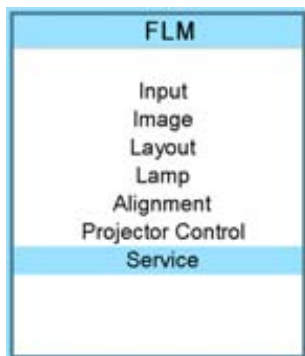 FLM
Input
Image
Layout
Lamp
Alignment
Projector Control
Service